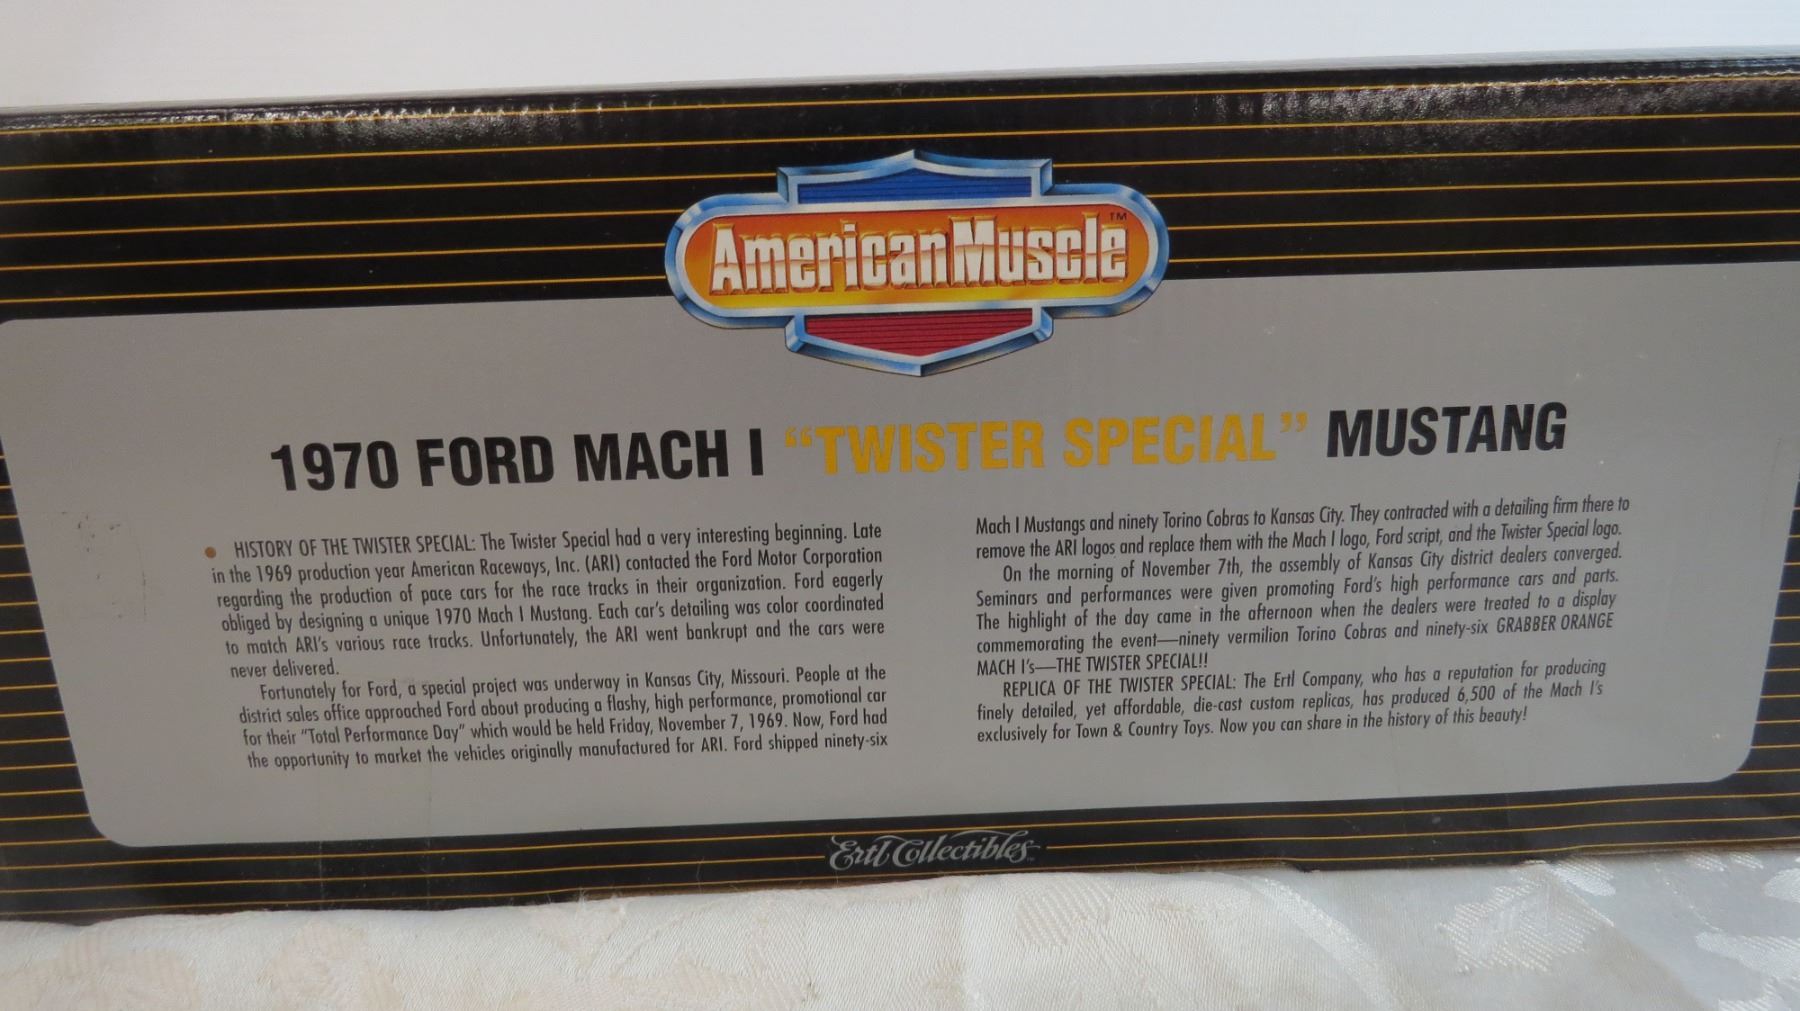 AmericanMuscle™
1970 FORD MACH I “TWISTER SPECIAL” MUSTANG
• HISTORY OF THE TWISTER SPECIAL: The Twister Special had a very interesting beginning. Late
in the 1969 production year American Raceways, Inc. (ARI) contacted the Ford Motor Corporation
regarding the production of pace cars for the race tracks in their organization. Ford eagerly
obliged by designing a unique 1970 Mach I Mustang. Each car's detailing was color coordinated
to match ARI's various race tracks. Unfortunately, the ARI went bankrupt and the cars were
never delivered.
Fortunately for Ford, a special project was underway in Kansas City, Missouri. People at the
district sales office approached Ford about producing a flashy, high performance, promotional car
for their "Total Performance Day" which would be held Friday, November 7, 1969. Now, Ford had
the opportunity to market the vehicles originally manufactured for ARI. Ford shipped ninety-six
Mach I Mustangs and ninety Torino Cobras to Kansas City. They contracted with a detailing firm there to
remove the ARI logos and replace them with the Mach I logo, Ford script, and the Twister Special logo.
On the morning of November 7th, the assembly of Kansas City district dealers converged.
Seminars and performances were given promoting Ford's high performance cars and parts.
The highlight of the day came in the afternoon when the dealers were treated to a display
commemorating the event—ninety vermilion Torino Cobras and ninety-six GRABBER ORANGE
MACH I's—THE TWISTER SPECIAL!!
REPLICA OF THE TWISTER SPECIAL: The Ertl Company, who has a reputation for producing
finely detailed, yet affordable, die-cast custom replicas, has produced 6,500 of the Mach I's
exclusively for Town & Country Toys. Now you can share in the history of this beauty!
Ertl Collectibles™